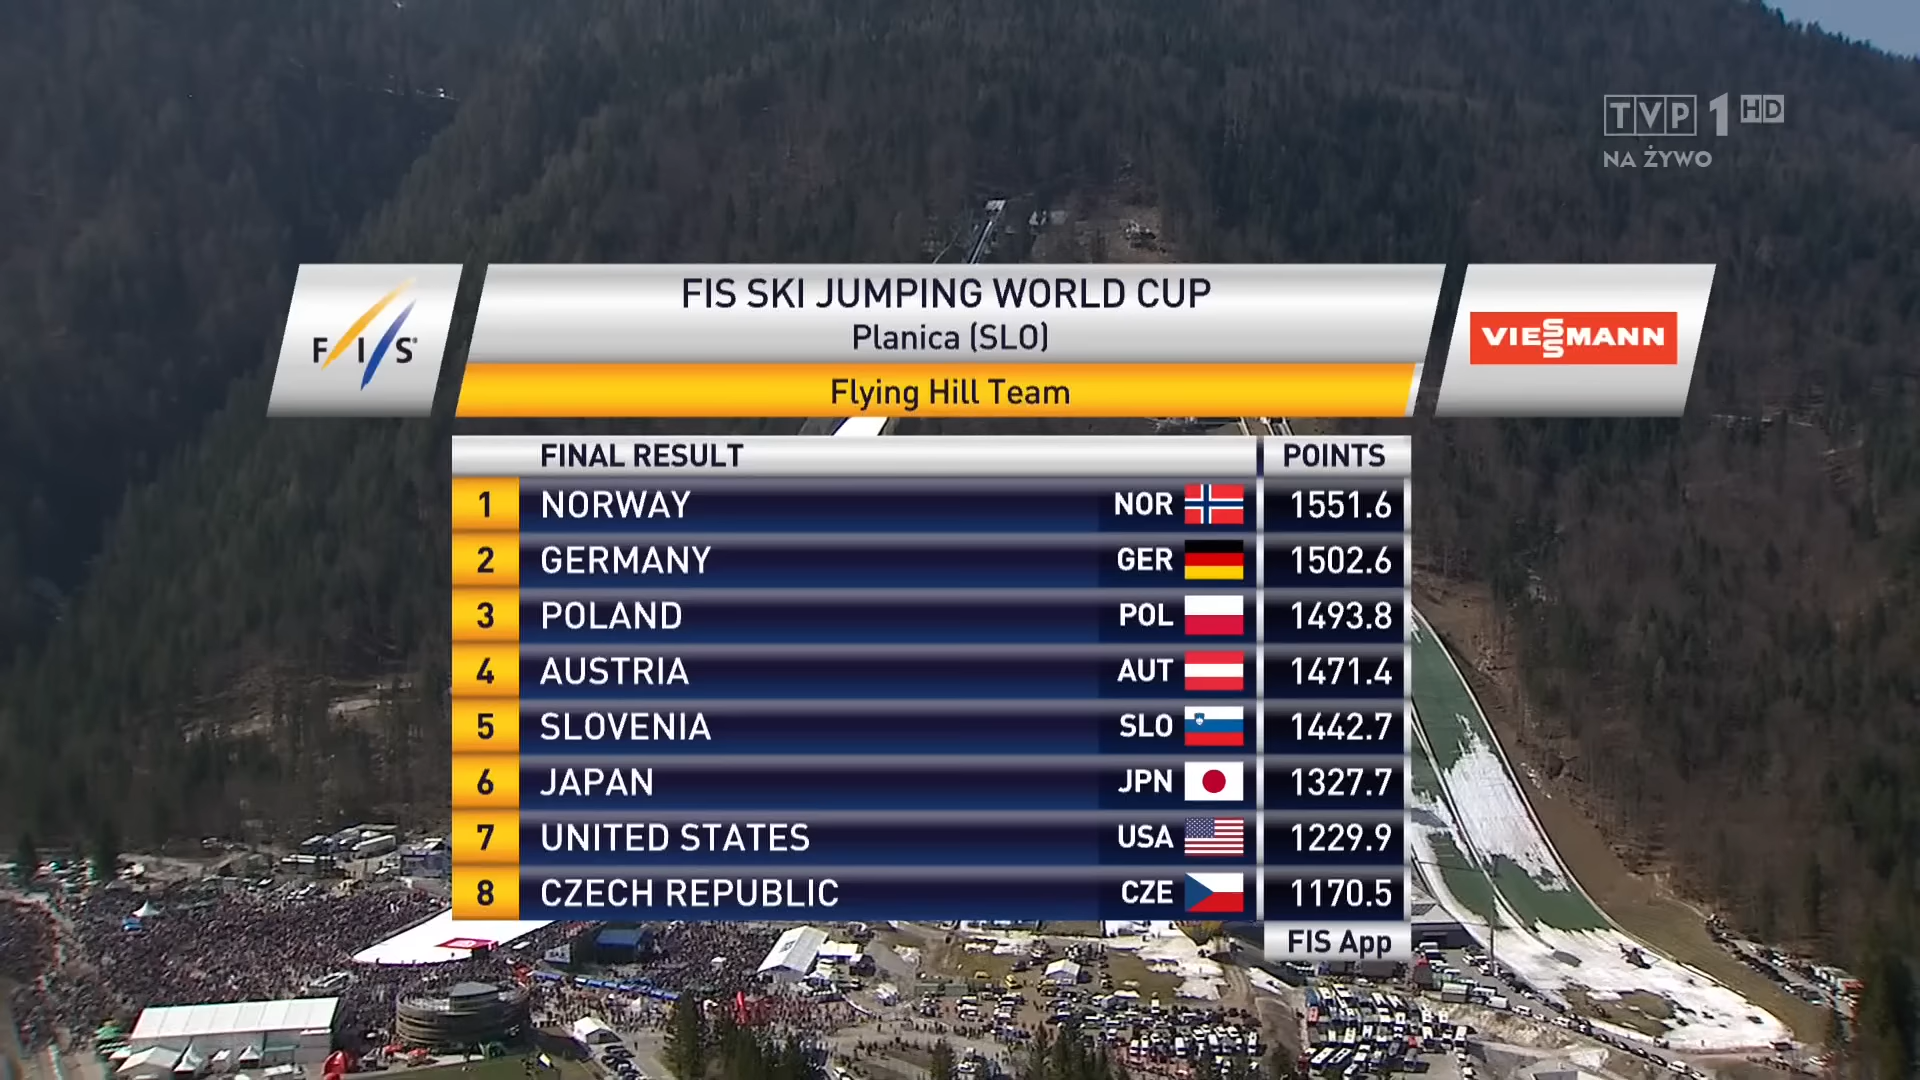 TVP 1 HD
NA ŻYWO
FIS
FIS SKI JUMPING WORLD CUP
Planica (SLO)
Flying Hill Team
VIESSMANN
FINAL RESULT POINTS
1 NORWAY NOR 1551.6
2 GERMANY GER 1502.6
3 POLAND POL 1493.8
4 AUSTRIA AUT 1471.4
5 SLOVENIA SLO 1442.7
6 JAPAN JPN 1327.7
7 UNITED STATES USA 1229.9
8 CZECH REPUBLIC CZE 1170.5
FIS App